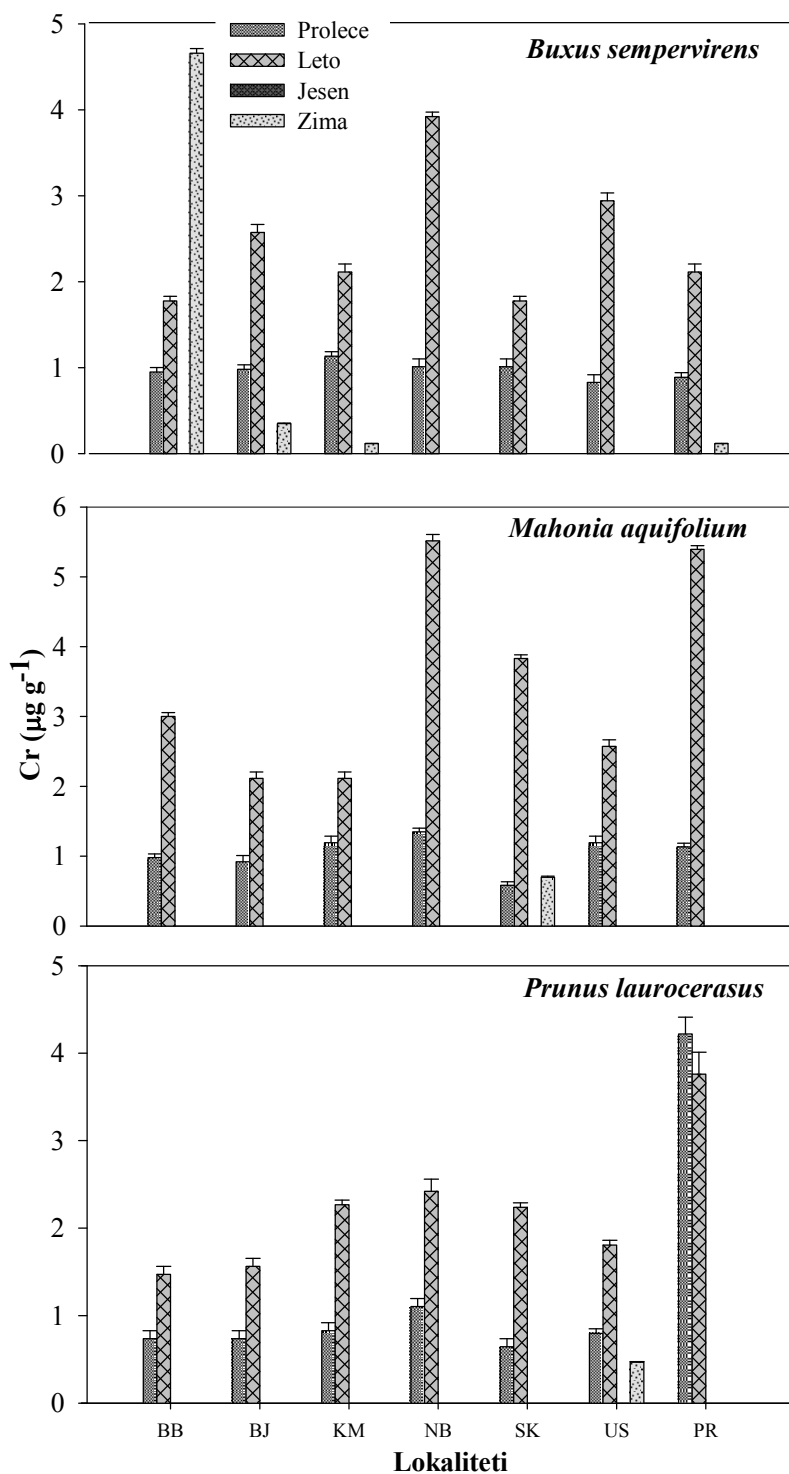 Prolece
Leto
Jesen
Zima
Buxus sempervirens
5
4
3
2
1
0
Mahonia aquifolium
6
5
4
3
2
1
0
Cr (µg g-1)
Prunus laurocerasus
5
4
3
2
1
0
BB BJ KM NB SK US PR
Lokaliteti